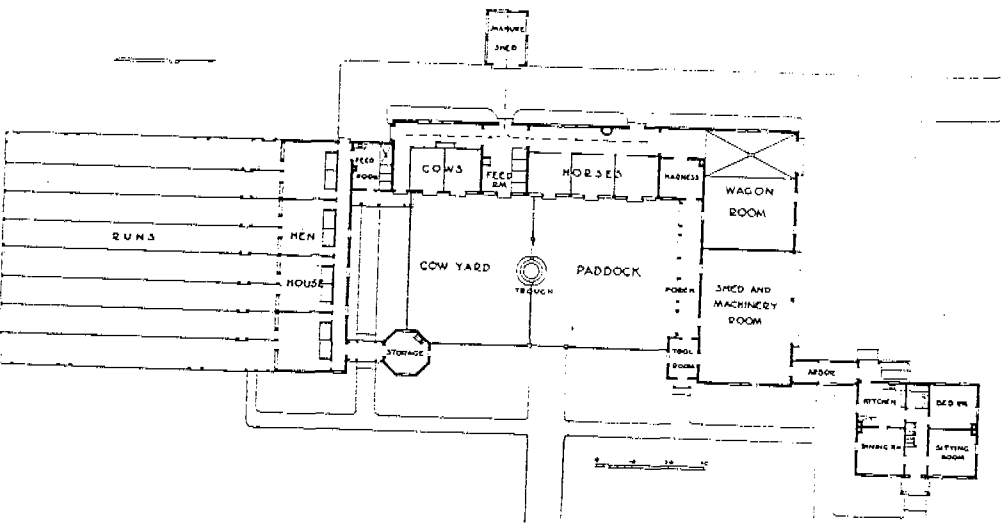 MANURE
SHED
FEED
ROOM
COWS
FEED
RM
HORSES
HARNESS
WAGON
ROOM
RUNS
HEN
HOUSE
COW YARD
TROUGH
PADDOCK
PORCH
SHED AND
MACHINERY
ROOM
STORAGE
TOOL
ROOM
ARBOR
KITCHEN
BED RM
DINING RM
SITTING
ROOM